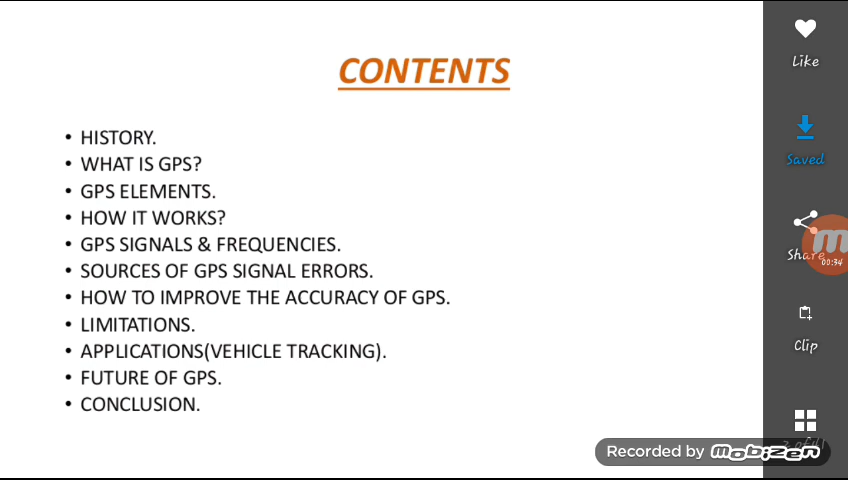 CONTENTS
• HISTORY.
• WHAT IS GPS?
• GPS ELEMENTS.
• HOW IT WORKS?
• GPS SIGNALS & FREQUENCIES.
• SOURCES OF GPS SIGNAL ERRORS.
• HOW TO IMPROVE THE ACCURACY OF GPS.
• LIMITATIONS.
• APPLICATIONS(VEHICLE TRACKING).
• FUTURE OF GPS.
• CONCLUSION.
Like
Saved
Share
00:34
Clip
Recorded by mobizen